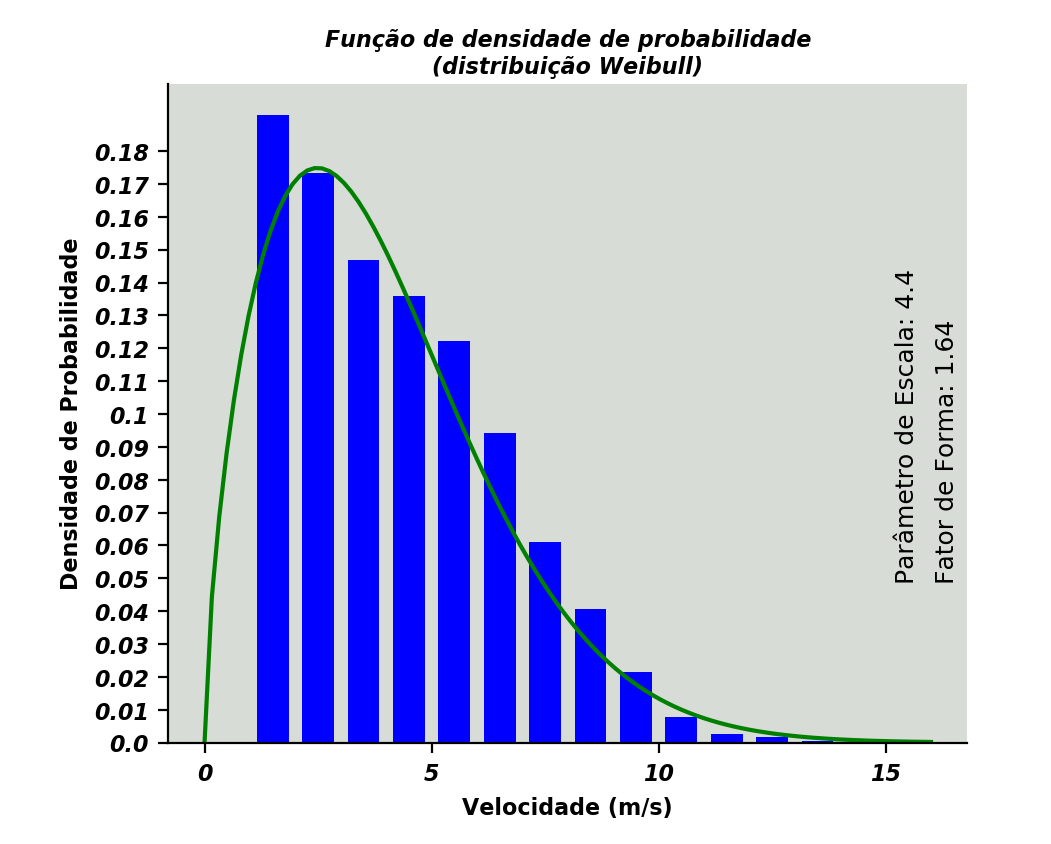 Função de densidade de probabilidade
(distribuição Weibull)
Densidade de Probabilidade
0.18
0.17
0.16
0.15
0.14
0.13
0.12
0.11
0.1
0.09
0.08
0.07
0.06
0.05
0.04
0.03
0.02
0.01
0.0
Parâmetro de Escala: 4.4
Fator de Forma: 1.64
0 5 10 15
Velocidade (m/s)